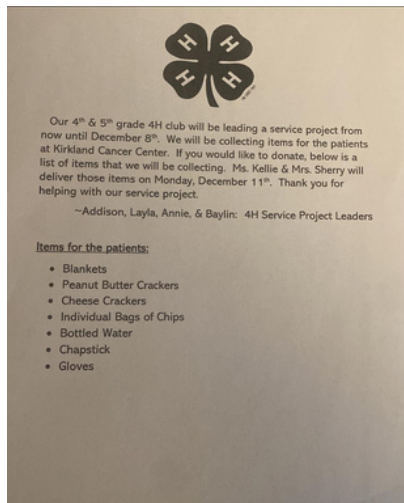 H H
H H
Our 4th & 5th grade 4H club will be leading a service project from
now until December 8th. We will be collecting items for the patients
at Kirkland Cancer Center. If you would like to donate, below is a
list of items that we will be collecting. Ms. Kellie & Mrs. Sherry will
deliver those items on Monday, December 11th. Thank you for
helping with our service project.
~Addison, Layla, Annie, & Baylin: 4H Service Project Leaders
Items for the patients:
• Blankets
• Peanut Butter Crackers
• Cheese Crackers
• Individual Bags of Chips
• Bottled Water
• Chapstick
• Gloves